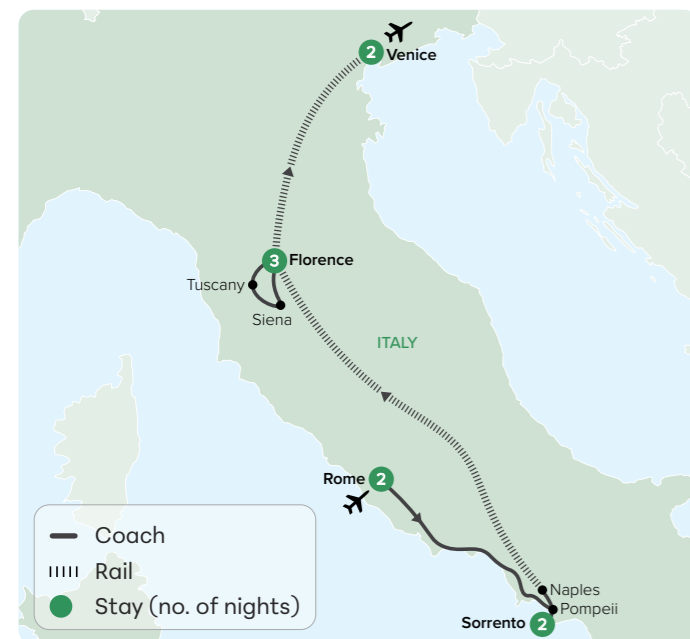 2
Venice
3
Florence
Tuscany
Siena
ITALY
Rome
2
Naples
Pompeii
Sorrento
2
Coach
Rail
Stay (no. of nights)